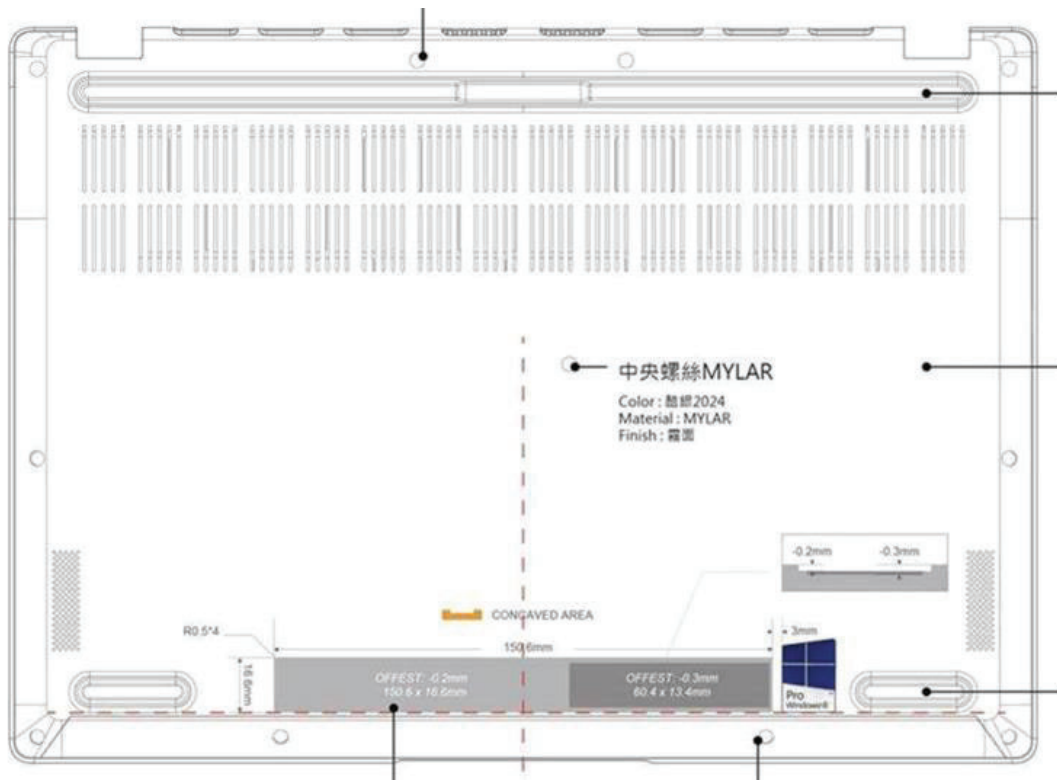 中央螺絲MYLAR
Color : 酷銀2024
Material : MYLAR
Finish : 霧面
-0.2mm
-0.3mm
CONCAVED AREA
R0.5*4
150.6mm
3mm
16.6mm
OFFEST: -0.2mm
150.6 x 16.6mm
OFFEST: -0.3mm
60.4 x 13.4mm
Pro
Windows8